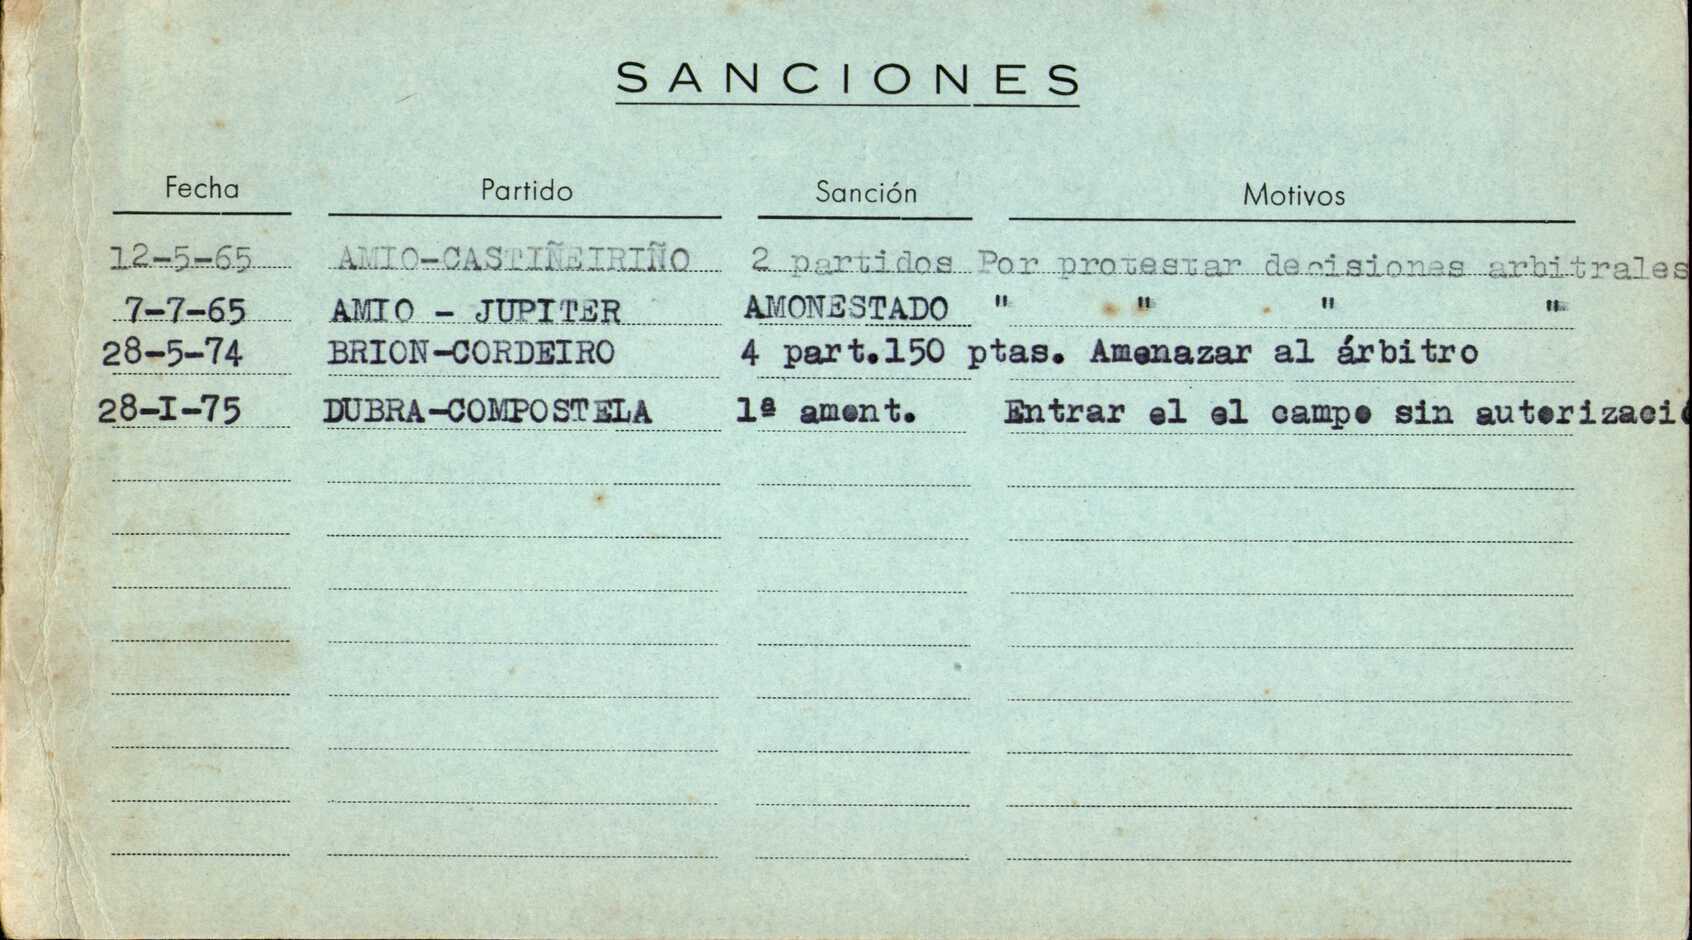 SANCIONES
Fecha Partido Sanción Motivos
12-5-65 AMIO-CASTIÑEIRIÑO 2 partidos Por protestar decisiones arbitrales
7-7-65 AMIO - JUPITER AMONESTADO " " " "
28-5-74 BRION-CORDEIRO 4 part.150 ptas. Amenazar al árbitro
28-I-75 DUBRA-COMPOSTELA 1ª ament. Entrar el el campo sin autorizació